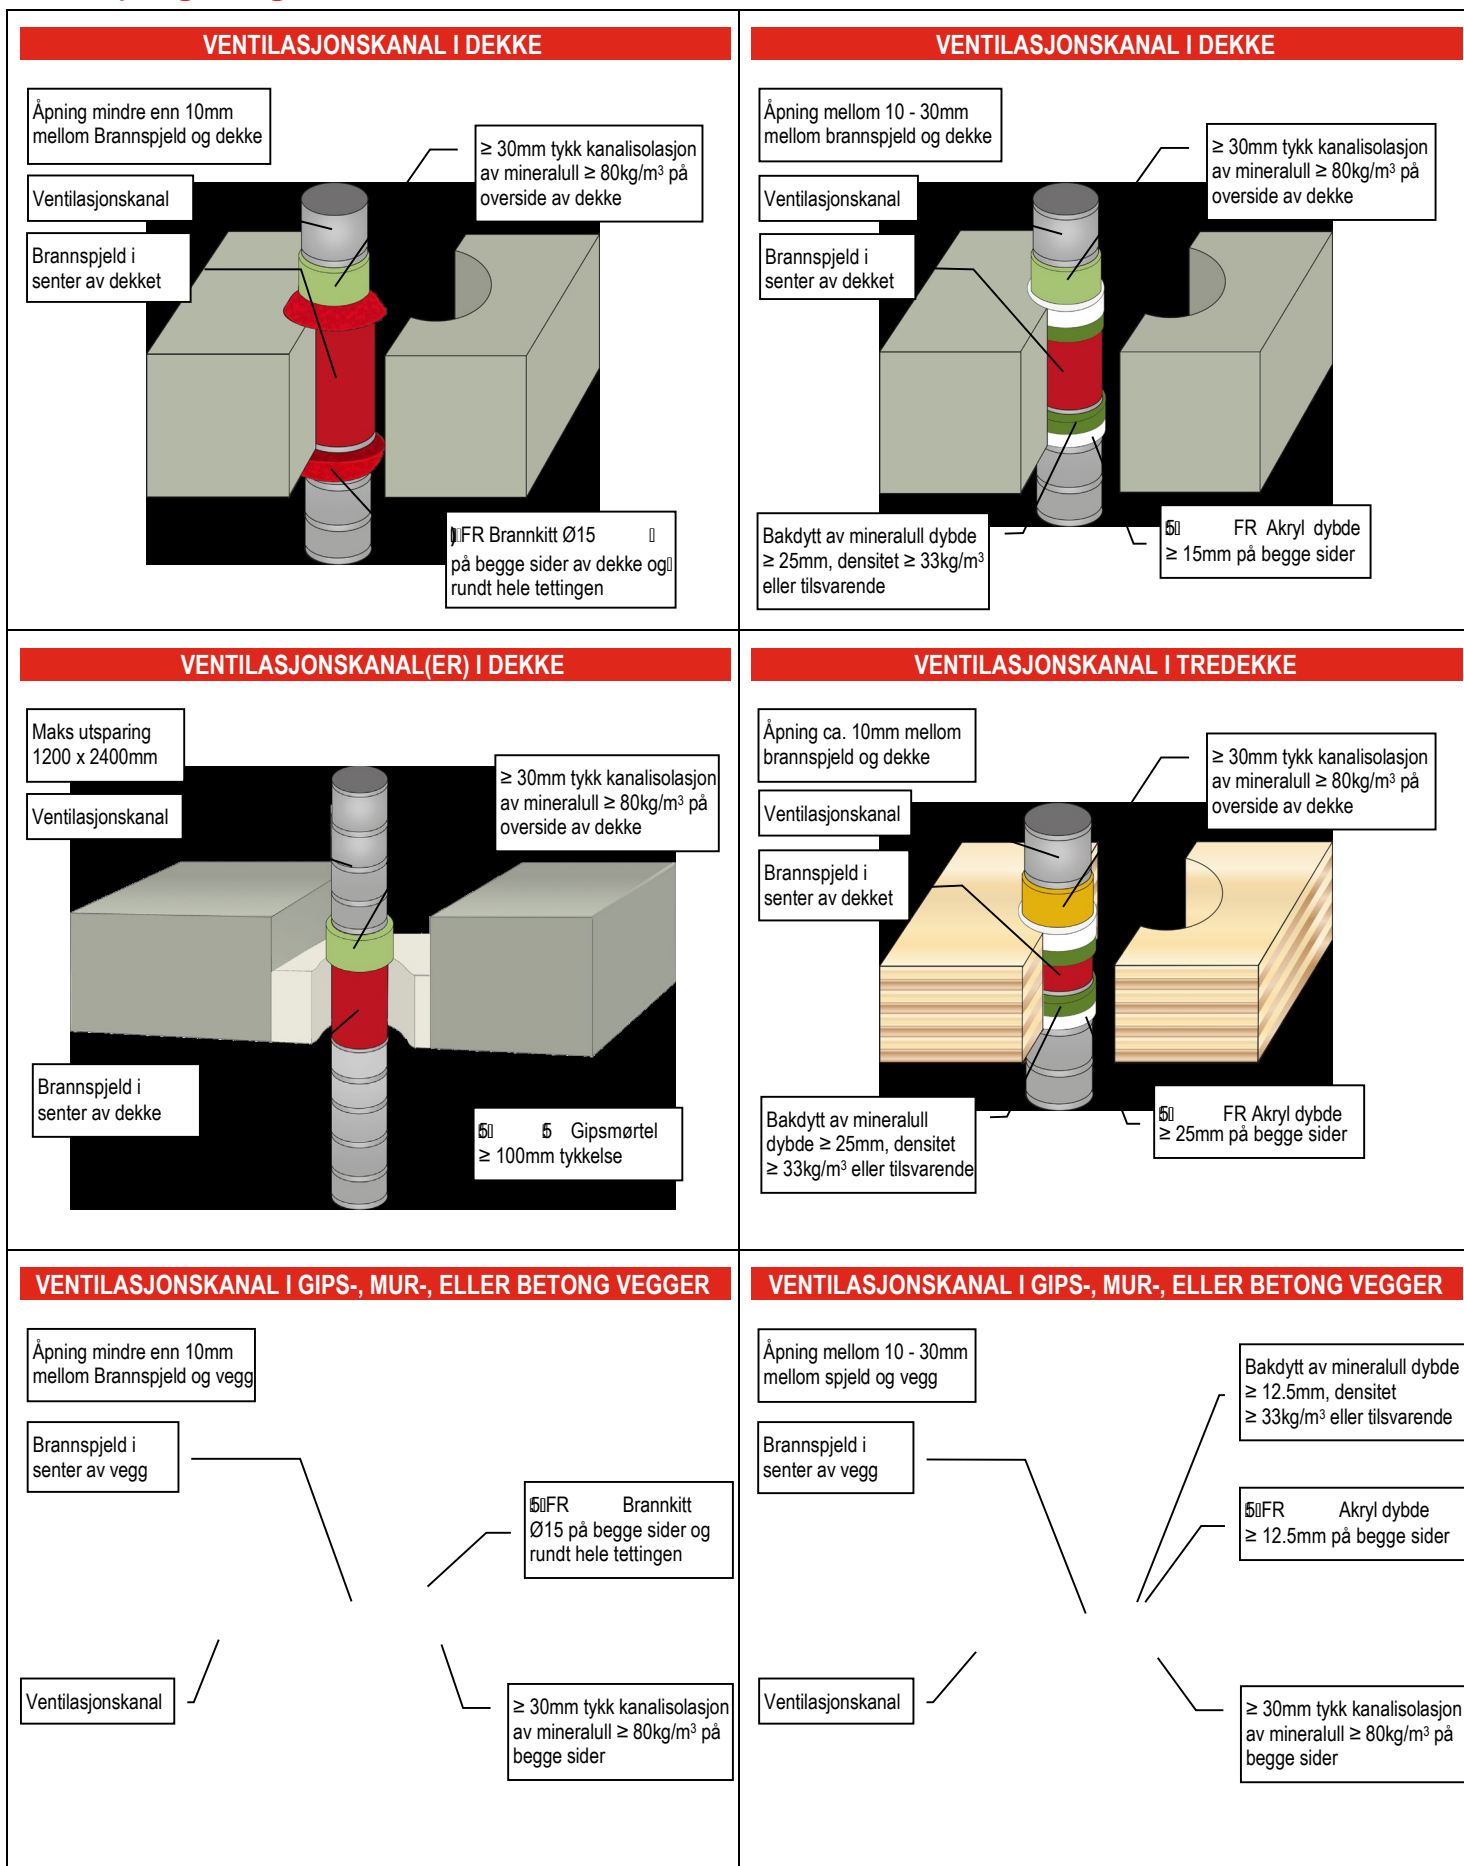 VENTILASJONSKANAL I DEKKE
Åpning mindre enn 10mm
mellom Brannspjeld og dekke
≥ 30mm tykk kanalisolasjon
av mineralull ≥ 80kg/m³ på
overside av dekke
Ventilasjonskanal
Brannspjeld i
senter av dekket
FR Brannkitt Ø15
på begge sider av dekke og
rundt hele tettingen
VENTILASJONSKANAL I DEKKE
Åpning mellom 10 - 30mm
mellom brannspjeld og dekke
≥ 30mm tykk kanalisolasjon
av mineralull ≥ 80kg/m³ på
overside av dekke
Ventilasjonskanal
Brannspjeld i
senter av dekket
Bakdytt av mineralull dybde
≥ 25mm, densitet ≥ 33kg/m³
eller tilsvarende
FR Akryl dybde
≥ 15mm på begge sider
VENTILASJONSKANAL(ER) I DEKKE
Maks utsparing
1200 x 2400mm
≥ 30mm tykk kanalisolasjon
av mineralull ≥ 80kg/m³ på
overside av dekke
Ventilasjonskanal
Brannspjeld i
senter av dekke
Gipsmørtel
≥ 100mm tykkelse
VENTILASJONSKANAL I TREDEKKE
Åpning ca. 10mm mellom
brannspjeld og dekke
≥ 30mm tykk kanalisolasjon
av mineralull ≥ 80kg/m³ på
overside av dekke
Ventilasjonskanal
Brannspjeld i
senter av dekket
Bakdytt av mineralull
dybde ≥ 25mm, densitet
≥ 33kg/m³ eller tilsvarende
FR Akryl dybde
≥ 25mm på begge sider
VENTILASJONSKANAL I GIPS-, MUR-, ELLER BETONG VEGGER
Åpning mindre enn 10mm
mellom Brannspjeld og vegg
Brannspjeld i
senter av vegg
FR Brannkitt
Ø15 på begge sider og
rundt hele tettingen
Ventilasjonskanal
≥ 30mm tykk kanalisolasjon
av mineralull ≥ 80kg/m³ på
begge sider
VENTILASJONSKANAL I GIPS-, MUR-, ELLER BETONG VEGGER
Åpning mellom 10 - 30mm
mellom spjeld og vegg
Bakdytt av mineralull dybde
≥ 12.5mm, densitet
≥ 33kg/m³ eller tilsvarende
Brannspjeld i
senter av vegg
FR Akryl dybde
≥ 12.5mm på begge sider
Ventilasjonskanal
≥ 30mm tykk kanalisolasjon
av mineralull ≥ 80kg/m³ på
begge sider